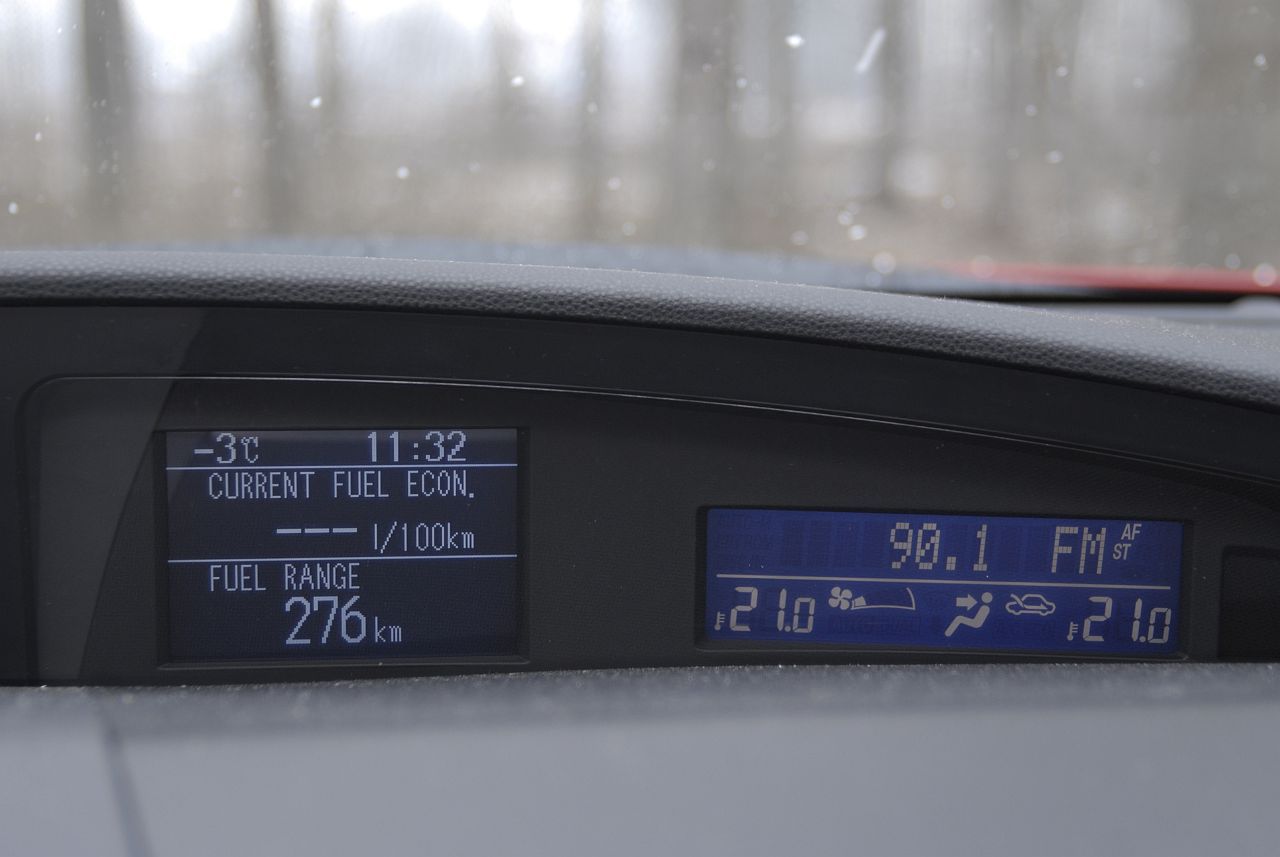 -3℃ 11:32
CURRENT FUEL ECON.
--- l/100km
FUEL RANGE
276km
90.1 FM AF ST
21.0 21.0